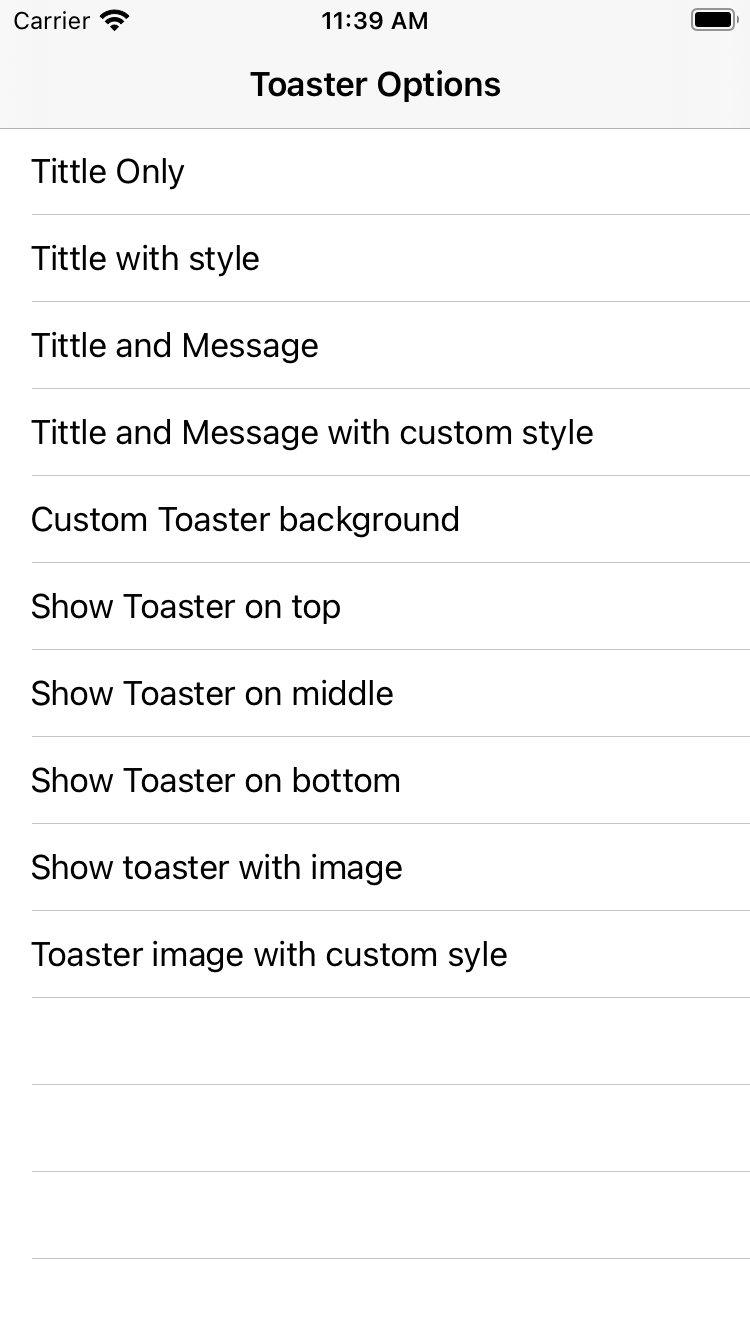 Carrier 11:39 AM
Toaster Options
Tittle Only
Tittle with style
Tittle and Message
Tittle and Message with custom style
Custom Toaster background
Show Toaster on top
Show Toaster on middle
Show Toaster on bottom
Show toaster with image
Toaster image with custom syle